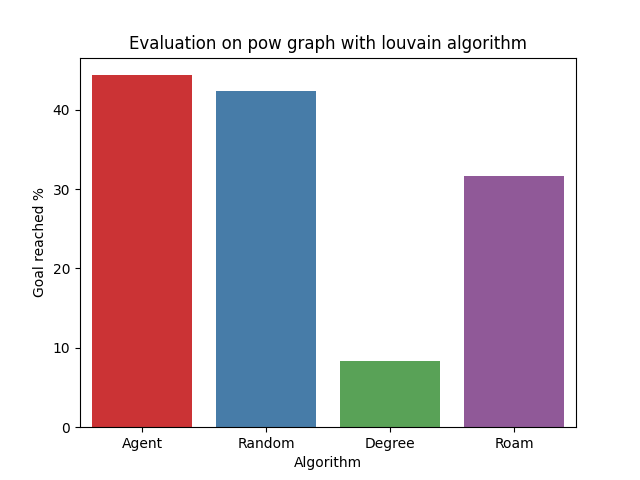 Evaluation on pow graph with louvain algorithm
Goal reached %
40
30
20
10
0
Agent Random Degree Roam
Algorithm